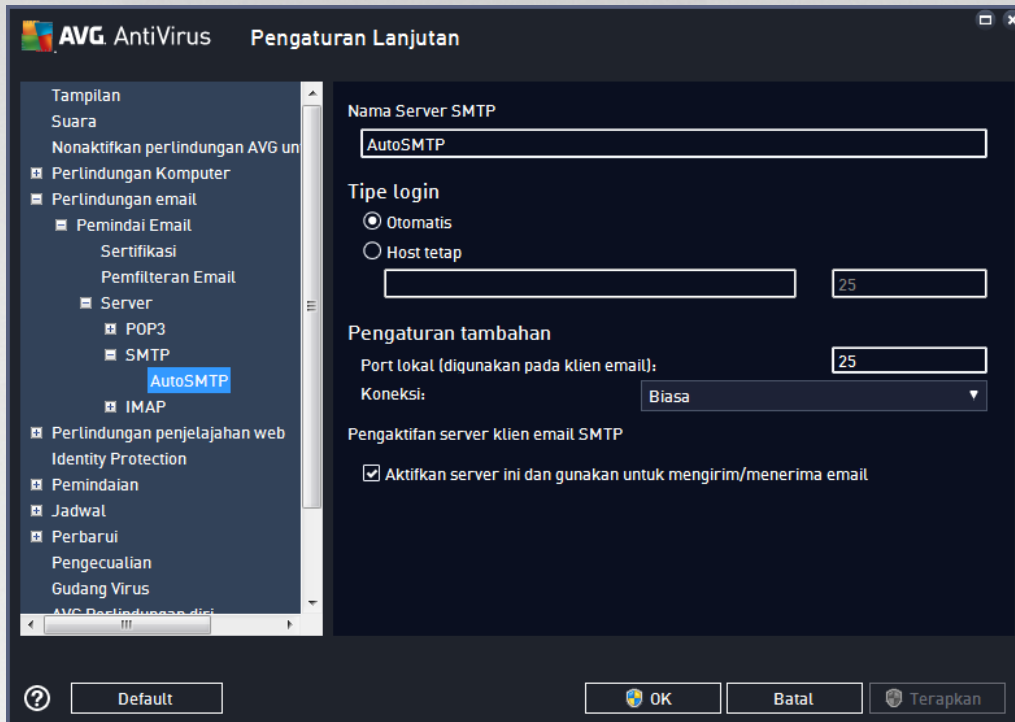 AVG AntiVirus Pengaturan Lanjutan
Tampilan
Suara
Nonaktifkan perlindungan AVG un
Perlindungan Komputer
Perlindungan email
Pemindai Email
Sertifikasi
Pemfilteran Email
Server
POP3
SMTP
AutoSMTP
IMAP
Perlindungan penjelajahan web
Identity Protection
Pemindaian
Jadwal
Perbarui
Pengecualian
Gudang Virus
AVG Perlindungan diri
Nama Server SMTP
AutoSMTP
Tipe login
Otomatis
Host tetap
25
Pengaturan tambahan
Port lokal (digunakan pada klien email): 25
Koneksi: Biasa
Pengaktifan server klien email SMTP
Aktifkan server ini dan gunakan untuk mengirim/menerima email
? Default OK Batal Terapkan